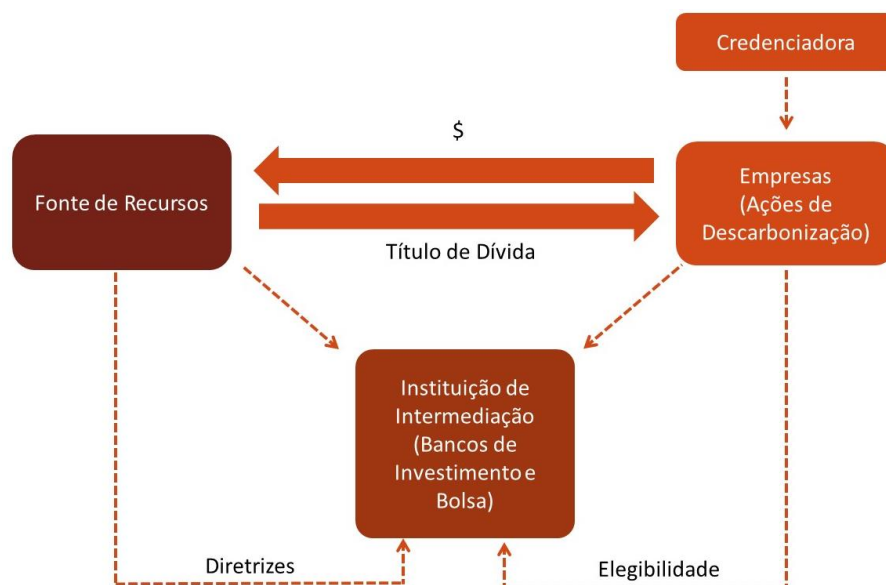 Credenciadora
$
Fonte de Recursos
Empresas
(Ações de
Descarbonização)
Título de Dívida
Instituição de
Intermediação
(Bancos de
Investimento e
Bolsa)
Diretrizes
Elegibilidade